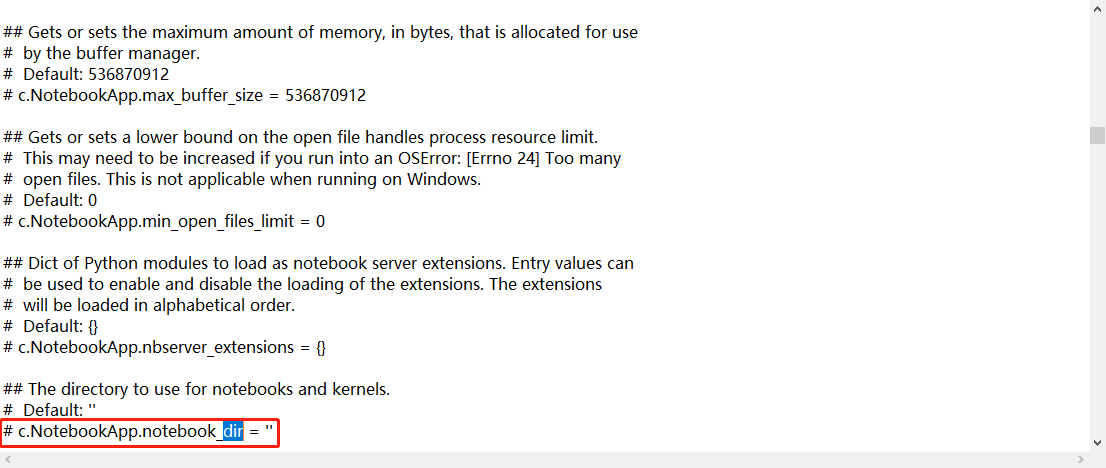 ## Gets or sets the maximum amount of memory, in bytes, that is allocated for use
#  by the buffer manager.
#  Default: 536870912
# c.NotebookApp.max_buffer_size = 536870912
## Gets or sets a lower bound on the open file handles process resource limit.
#  This may need to be increased if you run into an OSError: [Errno 24] Too many
#  open files. This is not applicable when running on Windows.
#  Default: 0
# c.NotebookApp.min_open_files_limit = 0
## Dict of Python modules to load as notebook server extensions. Entry values can
#  be used to enable and disable the loading of the extensions. The extensions
#  will be loaded in alphabetical order.
#  Default: {}
# c.NotebookApp.nbserver_extensions = {}
## The directory to use for notebooks and kernels.
#  Default: ''
# c.NotebookApp.notebook_dir = ''